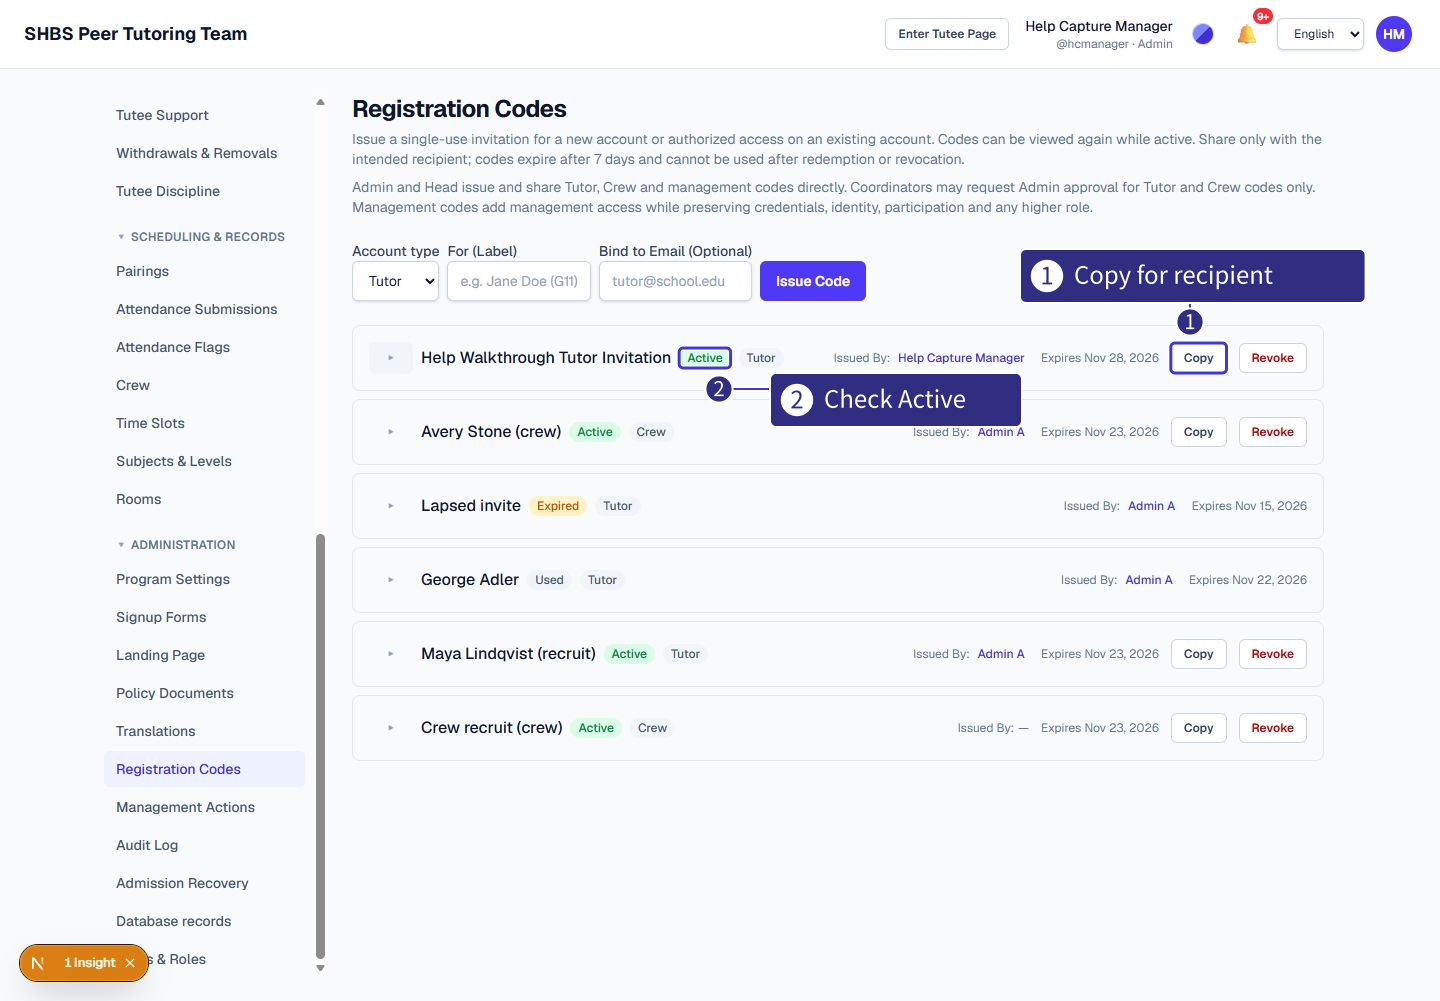 SHBS Peer Tutoring Team
Enter Tutee Page
Help Capture Manager
@hcmanager · Admin
9+
English
HM
Tutee Support
Withdrawals & Removals
Tutee Discipline
SCHEDULING & RECORDS
Pairings
Attendance Submissions
Attendance Flags
Crew
Time Slots
Subjects & Levels
Rooms
ADMINISTRATION
Program Settings
Signup Forms
Landing Page
Policy Documents
Translations
Registration Codes
Management Actions
Audit Log
Admission Recovery
Database records
& Roles
1 Insight
Registration Codes
Issue a single-use invitation for a new account or authorized access on an existing account. Codes can be viewed again while active. Share only with the
intended recipient; codes expire after 7 days and cannot be used after redemption or revocation.
Admin and Head issue and share Tutor, Crew and management codes directly. Coordinators may request Admin approval for Tutor and Crew codes only.
Management codes add management access while preserving credentials, identity, participation and any higher role.
Account type For (Label) Bind to Email (Optional)
Tutor e.g. Jane Doe (G11) tutor@school.edu Issue Code
1 Copy for recipient
1
Help Walkthrough Tutor Invitation Active Tutor Issued By: Help Capture Manager Expires Nov 28, 2026 Copy Revoke
2 2 Check Active
Avery Stone (crew) Active Crew Issued By: Admin A Expires Nov 23, 2026 Copy Revoke
Lapsed invite Expired Tutor Issued By: Admin A Expires Nov 15, 2026
George Adler Used Tutor Issued By: Admin A Expires Nov 22, 2026
Maya Lindqvist (recruit) Active Tutor Issued By: Admin A Expires Nov 23, 2026 Copy Revoke
Crew recruit (crew) Active Crew Issued By: — Expires Nov 23, 2026 Copy Revoke